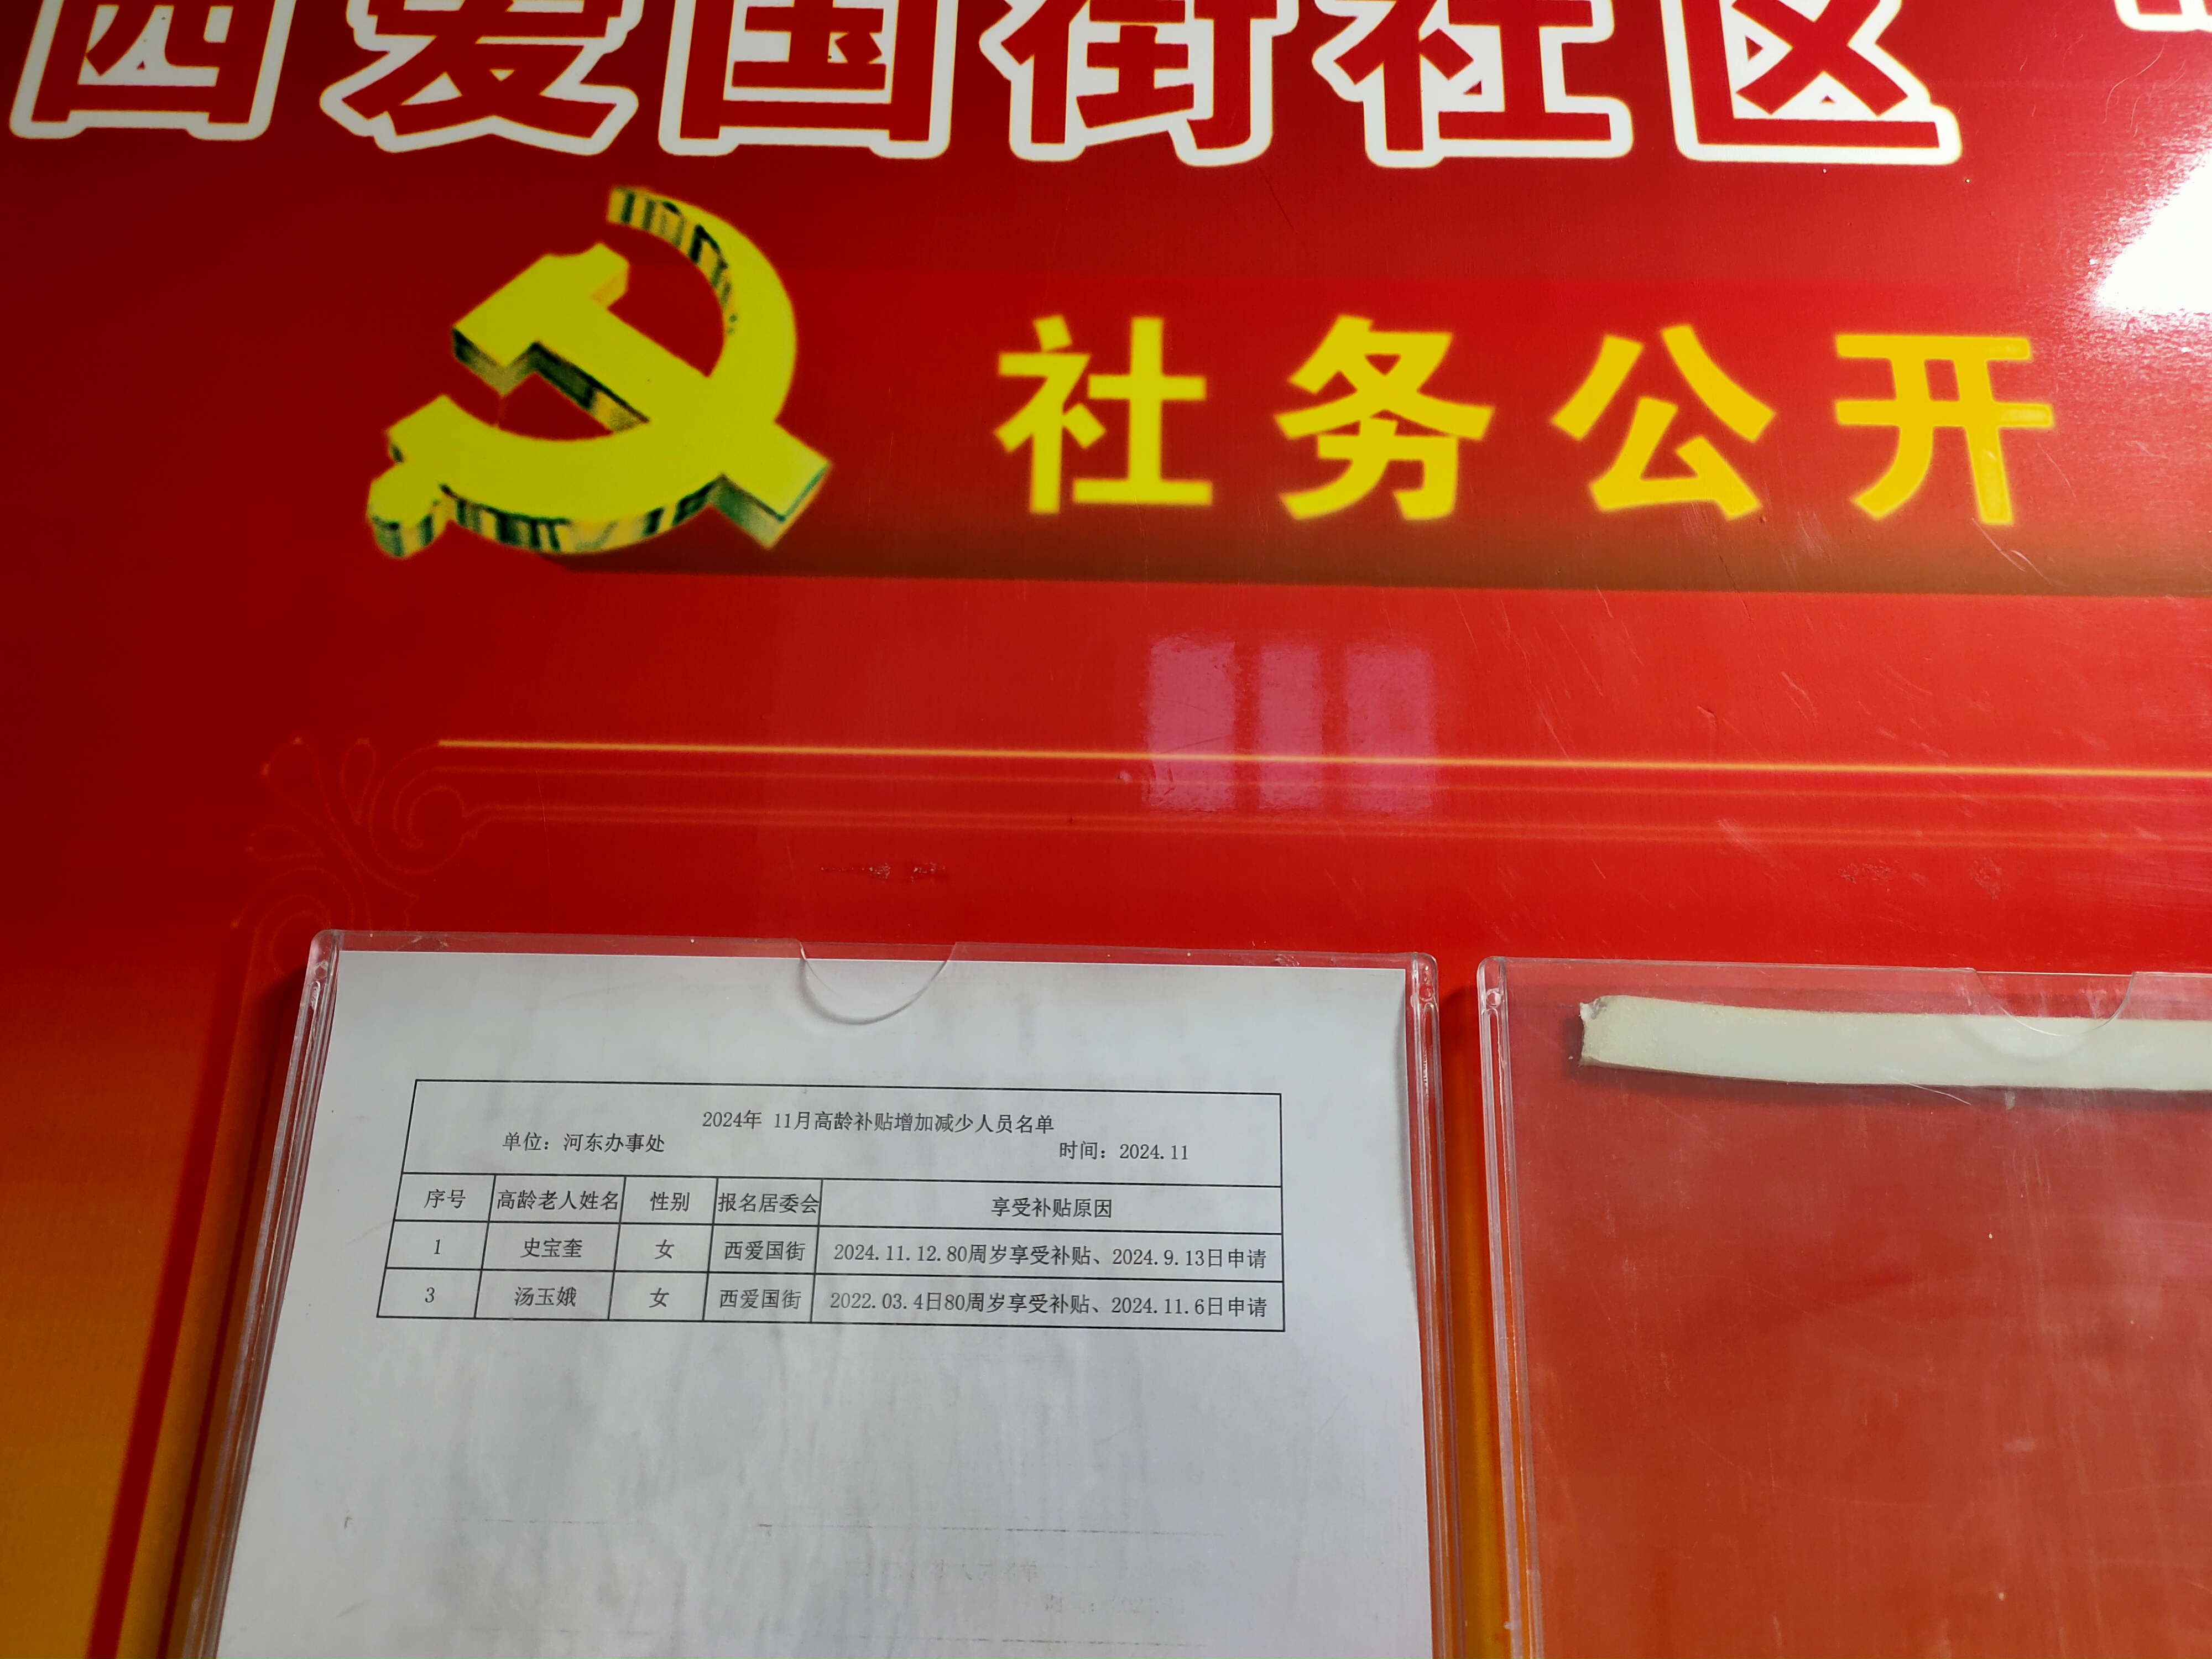 西爱国街社区
社务公开
2024年 11月高龄补贴增加减少人员名单
单位：河东办事处 时间：2024.11
序号 高龄老人姓名 性别 报名居委会 享受补贴原因
1 史宝奎 女 西爱国街 2024.11.12.80周岁享受补贴、2024.9.13日申请
3 汤玉娥 女 西爱国街 2022.03.4日80周岁享受补贴、2024.11.6日申请